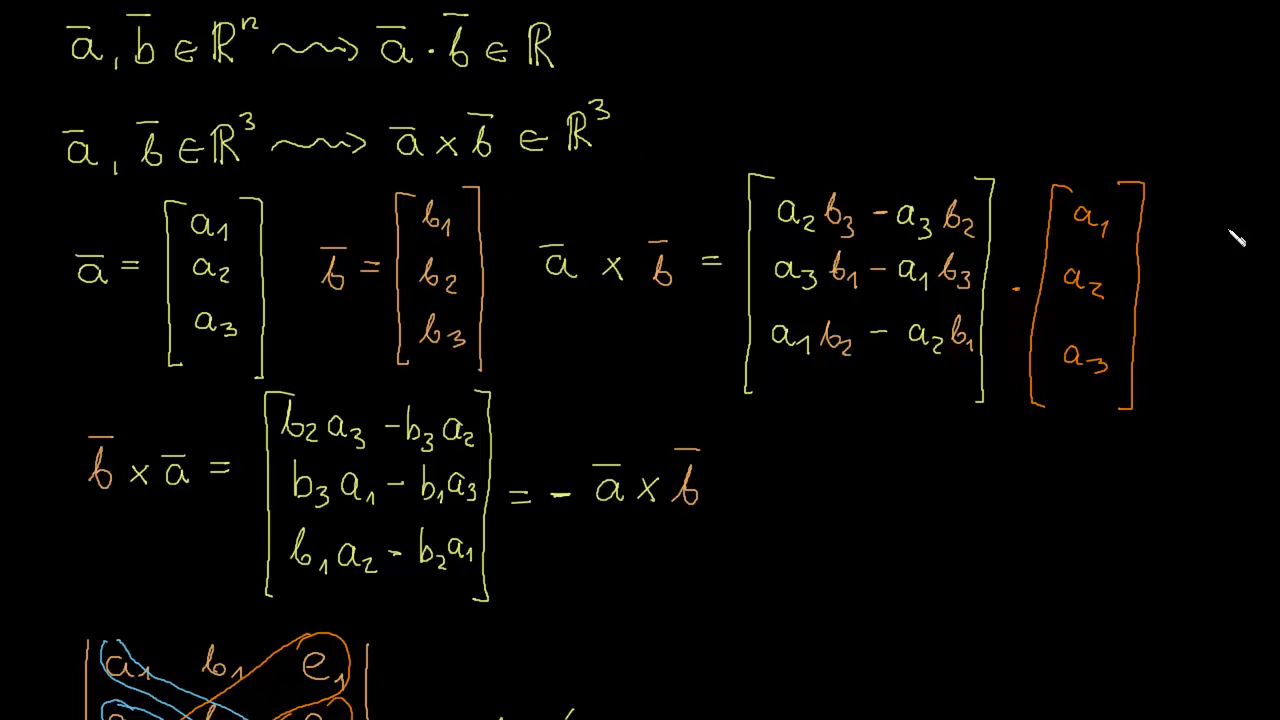 a̅, b̅ ∈ ℝⁿ ⟿ a̅ · b̅ ∈ ℝ
a̅, b̅ ∈ ℝ³ ⟿ a̅ × b̅ ∈ ℝ³
a̅ = [a₁ a₂ a₃] b̅ = [b₁ b₂ b₃] a̅ × b̅ = [a₂b₃ − a₃b₂ a₃b₁ − a₁b₃ a₁b₂ − a₂b₁] · [a₁ a₂ a₃]
b̅ × a̅ = [b₂a₃ − b₃a₂ b₃a₁ − b₁a₃ b₁a₂ − b₂a₁] = − a̅ × b̅
a₁ b₁ e₁